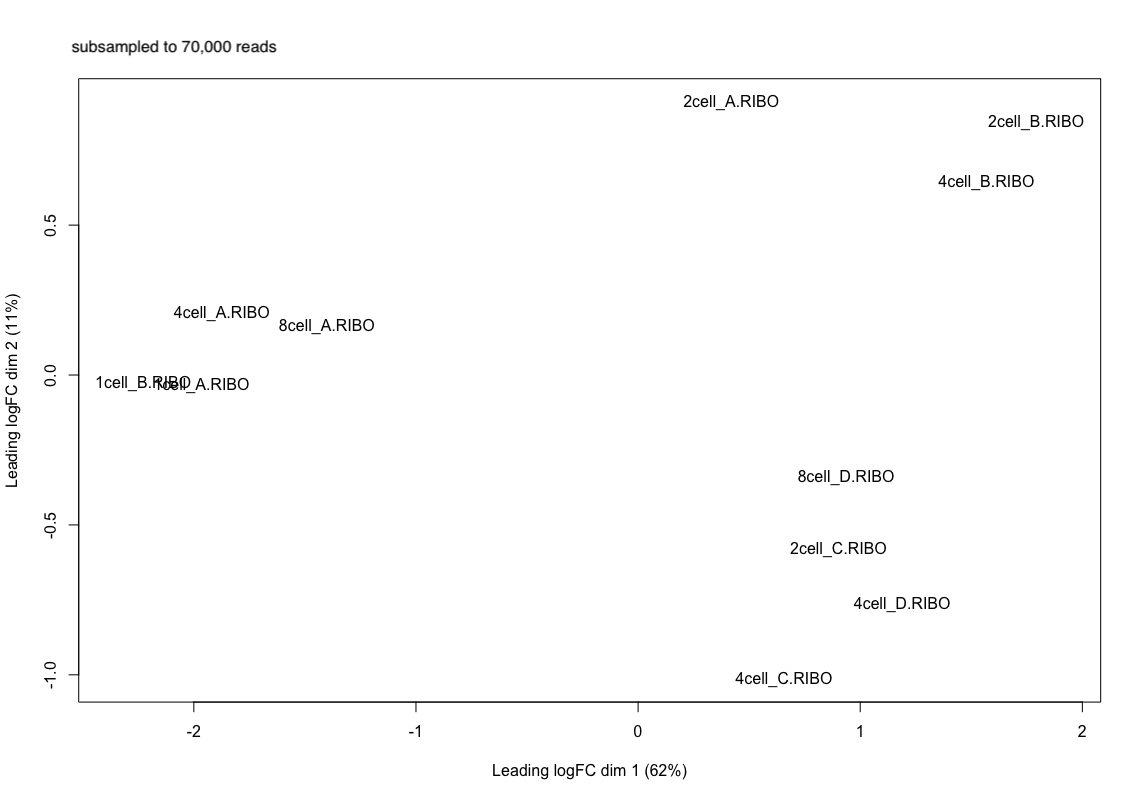 subsampled to 70,000 reads
2cell_A.RIBO
2cell_B.RIBO
4cell_B.RIBO
4cell_A.RIBO
8cell_A.RIBO
1cell_B.RIBO
1cell_A.RIBO
8cell_D.RIBO
2cell_C.RIBO
4cell_D.RIBO
4cell_C.RIBO
0.5
0.0
-0.5
-1.0
Leading logFC dim 2 (11%)
-2 -1 0 1 2
Leading logFC dim 1 (62%)